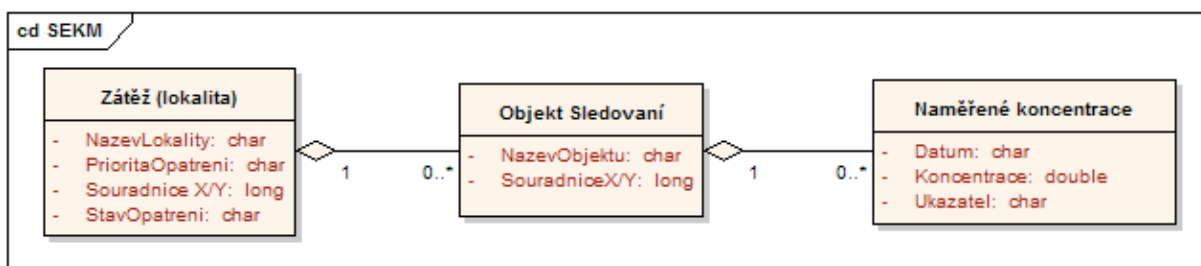 cd SEKM
Zátěž (lokalita)
- NazevLokality: char
- PrioritaOpatreni: char
- Souradnice X/Y: long
- StavOpatreni: char
1
0..*
Objekt Sledovaní
- NazevObjektu: char
- SouradniceX/Y: long
1
0..*
Naměřené koncentrace
- Datum: char
- Koncentrace: double
- Ukazatel: char